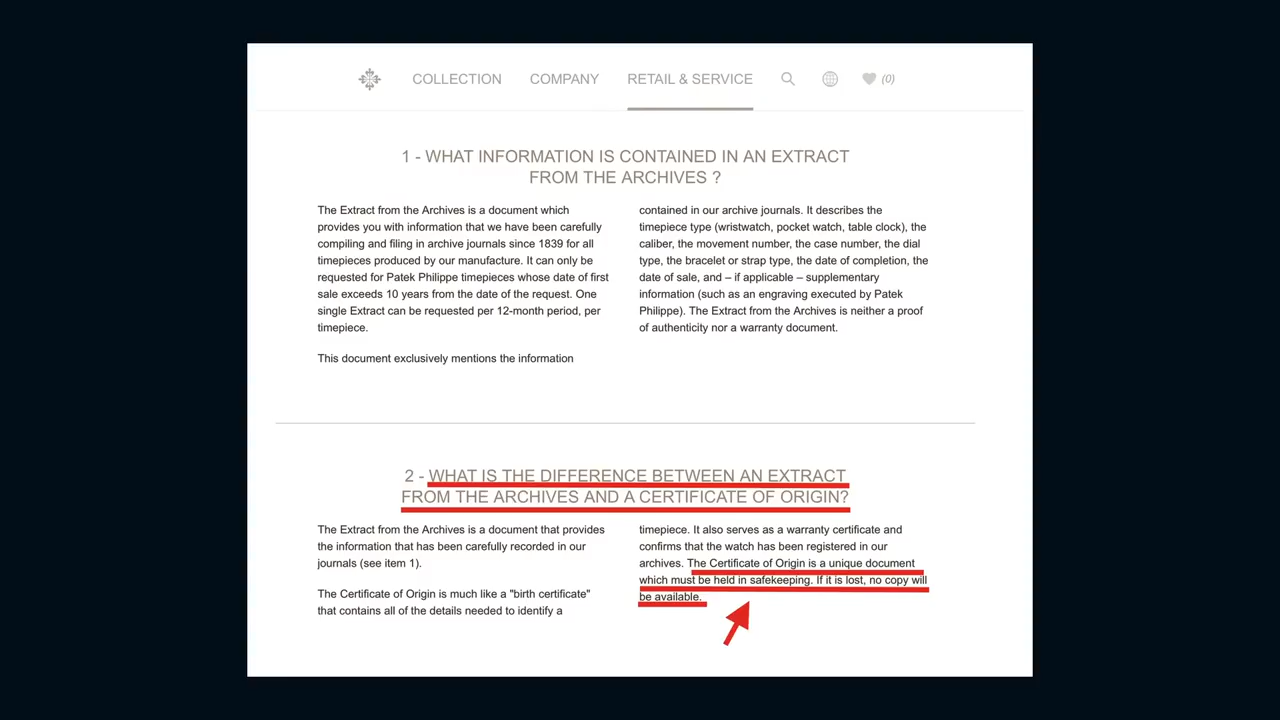 COLLECTION COMPANY RETAIL & SERVICE (0)
1 - WHAT INFORMATION IS CONTAINED IN AN EXTRACT
FROM THE ARCHIVES ?
The Extract from the Archives is a document which
provides you with information that we have been carefully
compiling and filing in archive journals since 1839 for all
timepieces produced by our manufacture. It can only be
requested for Patek Philippe timepieces whose date of first
sale exceeds 10 years from the date of the request. One
single Extract can be requested per 12-month period, per
timepiece.
This document exclusively mentions the information
contained in our archive journals. It describes the
timepiece type (wristwatch, pocket watch, table clock), the
caliber, the movement number, the case number, the dial
type, the bracelet or strap type, the date of completion, the
date of sale, and – if applicable – supplementary
information (such as an engraving executed by Patek
Philippe). The Extract from the Archives is neither a proof
of authenticity nor a warranty document.
2 - WHAT IS THE DIFFERENCE BETWEEN AN EXTRACT
FROM THE ARCHIVES AND A CERTIFICATE OF ORIGIN?
The Extract from the Archives is a document that provides
the information that has been carefully recorded in our
journals (see item 1).
The Certificate of Origin is much like a "birth certificate"
that contains all of the details needed to identify a
timepiece. It also serves as a warranty certificate and
confirms that the watch has been registered in our
archives. The Certificate of Origin is a unique document
which must be held in safekeeping. If it is lost, no copy will
be available.